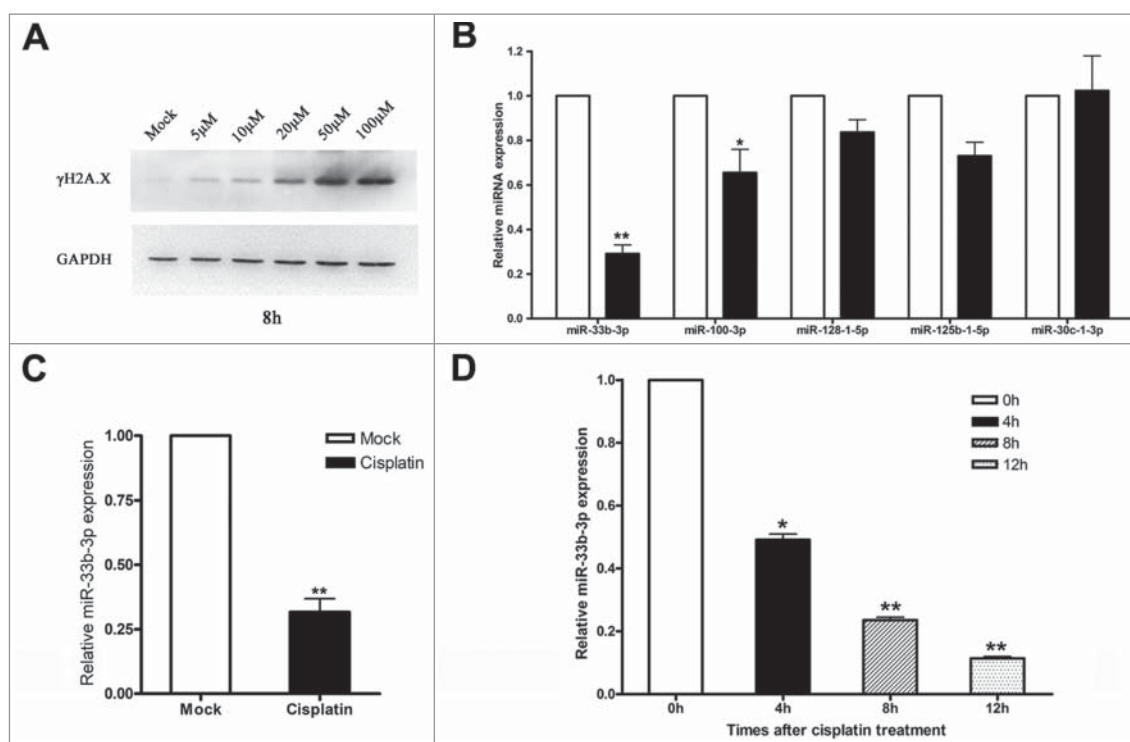 A
Mock 5μM 10μM 20μM 50μM 100μM
γH2A.X
GAPDH
8h
B
Relative miRNA expression
1.2
1.0
0.8
0.6
0.4
0.2
0.0
**
*
miR-33b-3p miR-100-3p miR-128-1-5p miR-125b-1-5p miR-30c-1-3p
C
Relative miR-33b-3p expression
1.00
0.75
0.50
0.25
0.00
Mock
Cisplatin
**
Mock Cisplatin
D
Relative miR-33b-3p expression
1.0
0.8
0.6
0.4
0.2
0.0
0h
4h
8h
12h
*
**
**
0h 4h 8h 12h
Times after cisplatin treatment